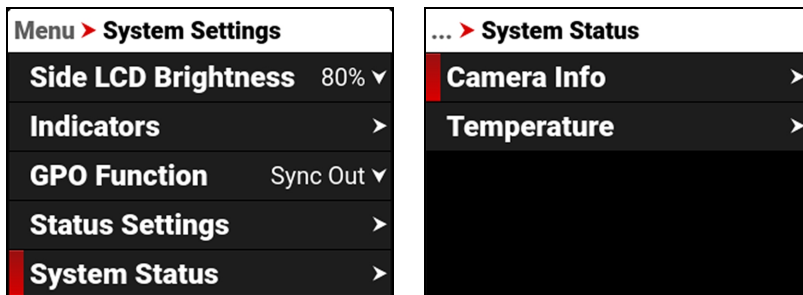 Menu > System Settings
Side LCD Brightness 80%
Indicators
GPO Function Sync Out
Status Settings
System Status
... > System Status
Camera Info
Temperature